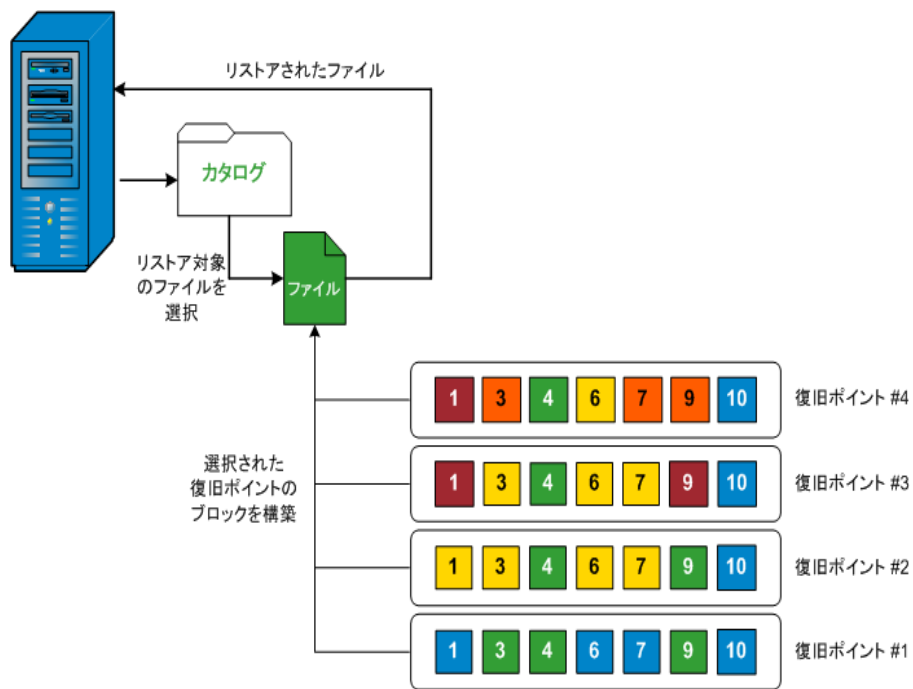 リストアされたファイル
カタログ
リストア対象
のファイルを
選択
ファイル
1 3 4 6 7 9 10 復旧ポイント #4
選択された
復旧ポイントの
ブロックを構築
1 3 4 6 7 9 10 復旧ポイント #3
1 3 4 6 7 9 10 復旧ポイント #2
1 3 4 6 7 9 10 復旧ポイント #1